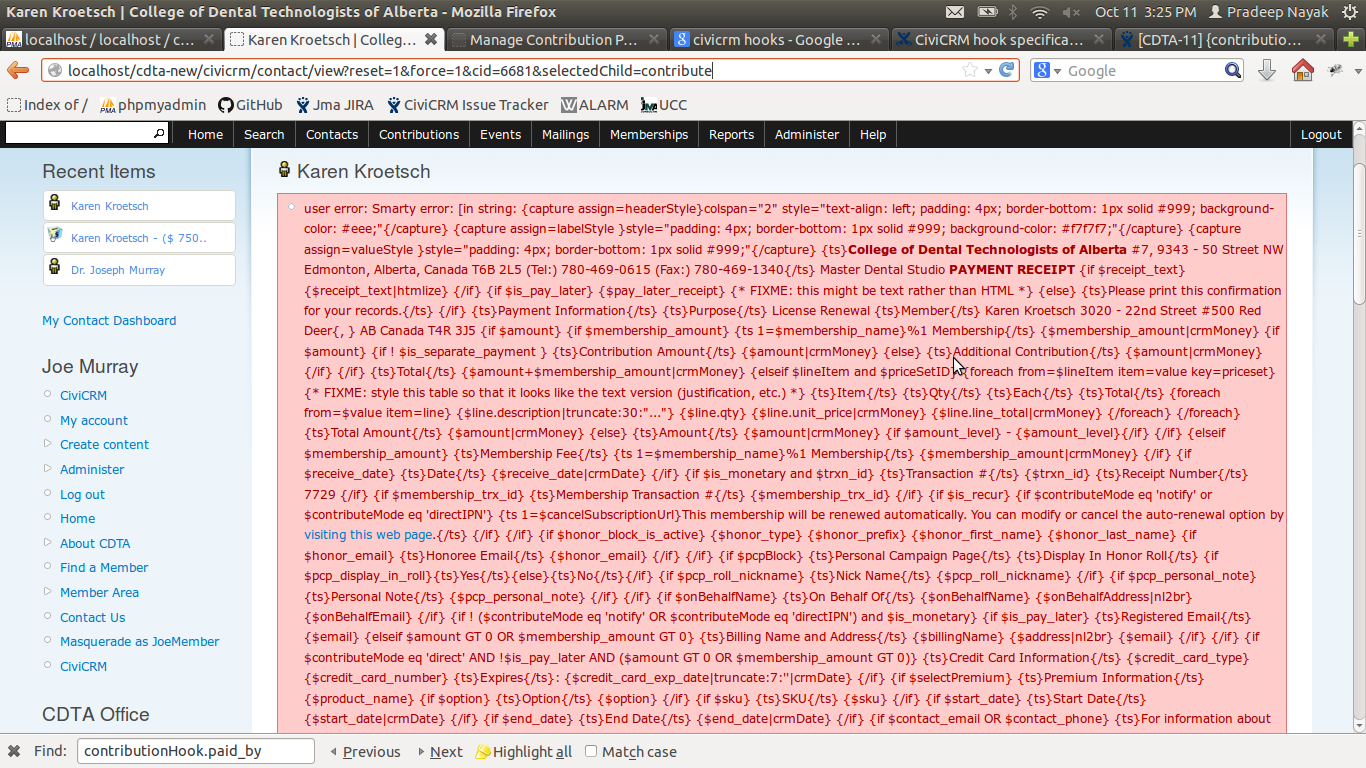 Karen Kroetsch | College of Dental Technologists of Alberta - Mozilla Firefox
Oct 11 3:25 PM
Pradeep Nayak
localhost / localhost / c...
Karen Kroetsch | Colleg...
Manage Contribution P...
civicrm hooks - Google ...
CiviCRM hook specifica...
[CDTA-11] {contributio...
localhost/cdta-new/civicrm/contact/view?reset=1&force=1&cid=6681&selectedChild=contribute
Google
Index of /
phpmyadmin
GitHub
Jma JIRA
CiviCRM Issue Tracker
ALARM
UCC
Home
Search
Contacts
Contributions
Events
Mailings
Memberships
Reports
Administer
Help
Logout
Recent Items
Karen Kroetsch
Karen Kroetsch - ($ 750..
Dr. Joseph Murray
My Contact Dashboard
Joe Murray
CiviCRM
My account
Create content
Administer
Log out
Home
About CDTA
Find a Member
Member Area
Contact Us
Masquerade as JoeMember
CiviCRM
CDTA Office
Karen Kroetsch
user error: Smarty error: [in string: {capture assign=headerStyle}colspan="2" style="text-align: left; padding: 4px; border-bottom: 1px solid #999; background-
color: #eee;"{/capture} {capture assign=labelStyle }style="padding: 4px; border-bottom: 1px solid #999; background-color: #f7f7f7;"{/capture} {capture
assign=valueStyle }style="padding: 4px; border-bottom: 1px solid #999;"{/capture} {ts}College of Dental Technologists of Alberta #7, 9343 - 50 Street NW
Edmonton, Alberta, Canada T6B 2L5 (Tel:) 780-469-0615 (Fax:) 780-469-1340{/ts} Master Dental Studio PAYMENT RECEIPT {if $receipt_text}
{$receipt_text|htmlize} {/if} {if $is_pay_later} {$pay_later_receipt} {* FIXME: this might be text rather than HTML *} {else} {ts}Please print this confirmation
for your records.{/ts} {/if} {ts}Payment Information{/ts} {ts}Purpose{/ts} License Renewal {ts}Member{/ts} Karen Kroetsch 3020 - 22nd Street #500 Red
Deer{, } AB Canada T4R 3J5 {if $amount} {if $membership_amount} {ts 1=$membership_name}%1 Membership{/ts} {$membership_amount|crmMoney} {if
$amount} {if ! $is_separate_payment } {ts}Contribution Amount{/ts} {$amount|crmMoney} {else} {ts}Additional Contribution{/ts} {$amount|crmMoney}
{/if} {/if} {ts}Total{/ts} {$amount+$membership_amount|crmMoney} {elseif $lineItem and $priceSetID} {foreach from=$lineItem item=value key=priceset}
{* FIXME: style this table so that it looks like the text version (justification, etc.) *} {ts}Item{/ts} {ts}Qty{/ts} {ts}Each{/ts} {ts}Total{/ts} {foreach
from=$value item=line} {$line.description|truncate:30:"..."} {$line.qty} {$line.unit_price|crmMoney} {$line.line_total|crmMoney} {/foreach} {/foreach}
{ts}Total Amount{/ts} {$amount|crmMoney} {else} {ts}Amount{/ts} {$amount|crmMoney} {if $amount_level} - {$amount_level}{/if} {/if} {elseif
$membership_amount} {ts}Membership Fee{/ts} {ts 1=$membership_name}%1 Membership{/ts} {$membership_amount|crmMoney} {/if} {if
$receive_date} {ts}Date{/ts} {$receive_date|crmDate} {/if} {if $is_monetary and $trxn_id} {ts}Transaction #{/ts} {$trxn_id} {ts}Receipt Number{/ts}
7729 {/if} {if $membership_trx_id} {ts}Membership Transaction #{/ts} {$membership_trx_id} {/if} {if $is_recur} {if $contributeMode eq 'notify' or
$contributeMode eq 'directIPN'} {ts 1=$cancelSubscriptionUrl}This membership will be renewed automatically. You can modify or cancel the auto-renewal option by
visiting this web page.{/ts} {/if} {/if} {if $honor_block_is_active} {$honor_type} {$honor_prefix} {$honor_first_name} {$honor_last_name} {if
$honor_email} {ts}Honoree Email{/ts} {$honor_email} {/if} {/if} {if $pcpBlock} {ts}Personal Campaign Page{/ts} {ts}Display In Honor Roll{/ts} {if
$pcp_display_in_roll}{ts}Yes{/ts}{else}{ts}No{/ts}{/if} {if $pcp_roll_nickname} {ts}Nick Name{/ts} {$pcp_roll_nickname} {/if} {if $pcp_personal_note}
{ts}Personal Note{/ts} {$pcp_personal_note} {/if} {/if} {if $onBehalfName} {ts}On Behalf Of{/ts} {$onBehalfName} {$onBehalfAddress|nl2br}
{$onBehalfEmail} {/if} {if ! ($contributeMode eq 'notify' OR $contributeMode eq 'directIPN') and $is_monetary} {if $is_pay_later} {ts}Registered Email{/ts}
{$email} {elseif $amount GT 0 OR $membership_amount GT 0} {ts}Billing Name and Address{/ts} {$billingName} {$address|nl2br} {$email} {/if} {/if} {if
$contributeMode eq 'direct' AND !$is_pay_later AND ($amount GT 0 OR $membership_amount GT 0)} {ts}Credit Card Information{/ts} {$credit_card_type}
{$credit_card_number} {ts}Expires{/ts}: {$credit_card_exp_date|truncate:7:''|crmDate} {/if} {if $selectPremium} {ts}Premium Information{/ts}
{$product_name} {if $option} {ts}Option{/ts} {$option} {/if} {if $sku} {ts}SKU{/ts} {$sku} {/if} {if $start_date} {ts}Start Date{/ts}
{$start_date|crmDate} {/if} {if $end_date} {ts}End Date{/ts} {$end_date|crmDate} {/if} {if $contact_email OR $contact_phone} {ts}For information about
Find:
contributionHook.paid_by
Previous
Next
Highlight all
Match case